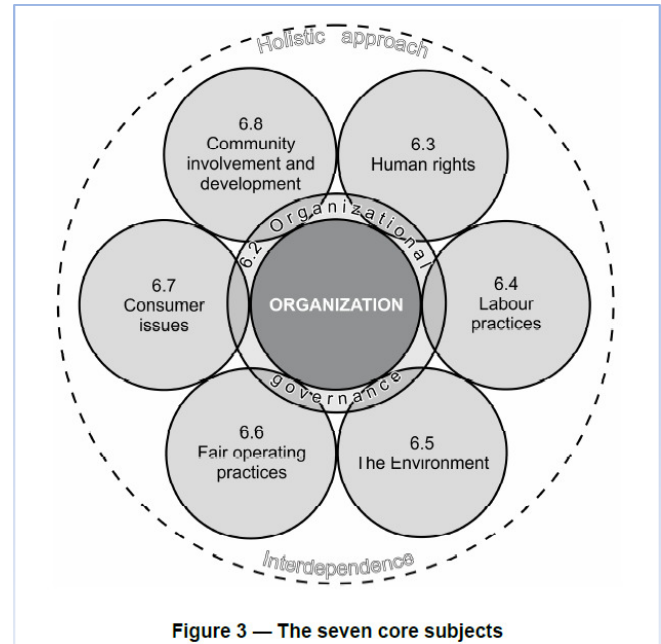 Holistic approach
6.8
Community
involvement and
development
6.3
Human rights
6.2 Organizational
6.7
Consumer
issues
ORGANIZATION
6.4
Labour
practices
governance
6.6
Fair operating
practices
6.5
The Environment
Interdependence
Figure 3 — The seven core subjects